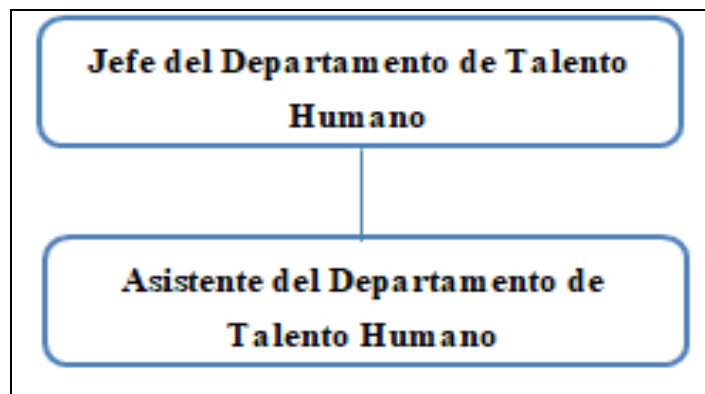 Jefe del Departamento de Talento
Humano
Asistente del Departamento de
Talento Humano